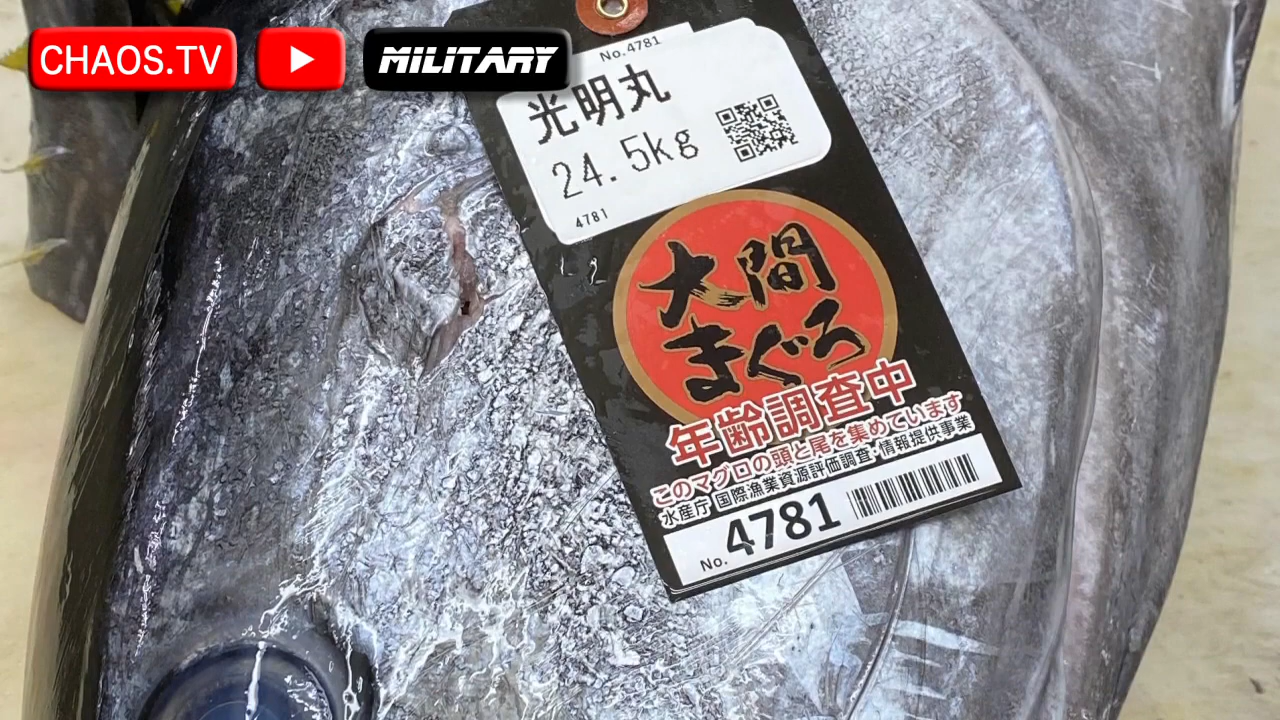 CHAOS.TV
MILITARY
No.4781
光明丸
24.5kg
4781
大間
まぐろ
年齢調査中
このマグロの頭と尾を集めています
水産庁 国際漁業資源評価調査・情報提供事業
No. 4781